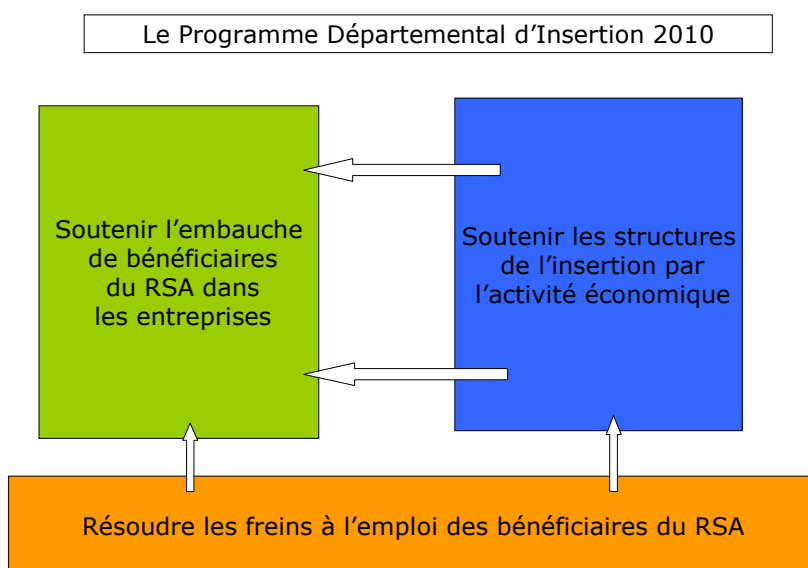 Le Programme Départemental d’Insertion 2010
Soutenir l’embauche
de bénéficiaires
du RSA dans
les entreprises
Soutenir les structures
de l’insertion par
l’activité économique
Résoudre les freins à l’emploi des bénéficiaires du RSA